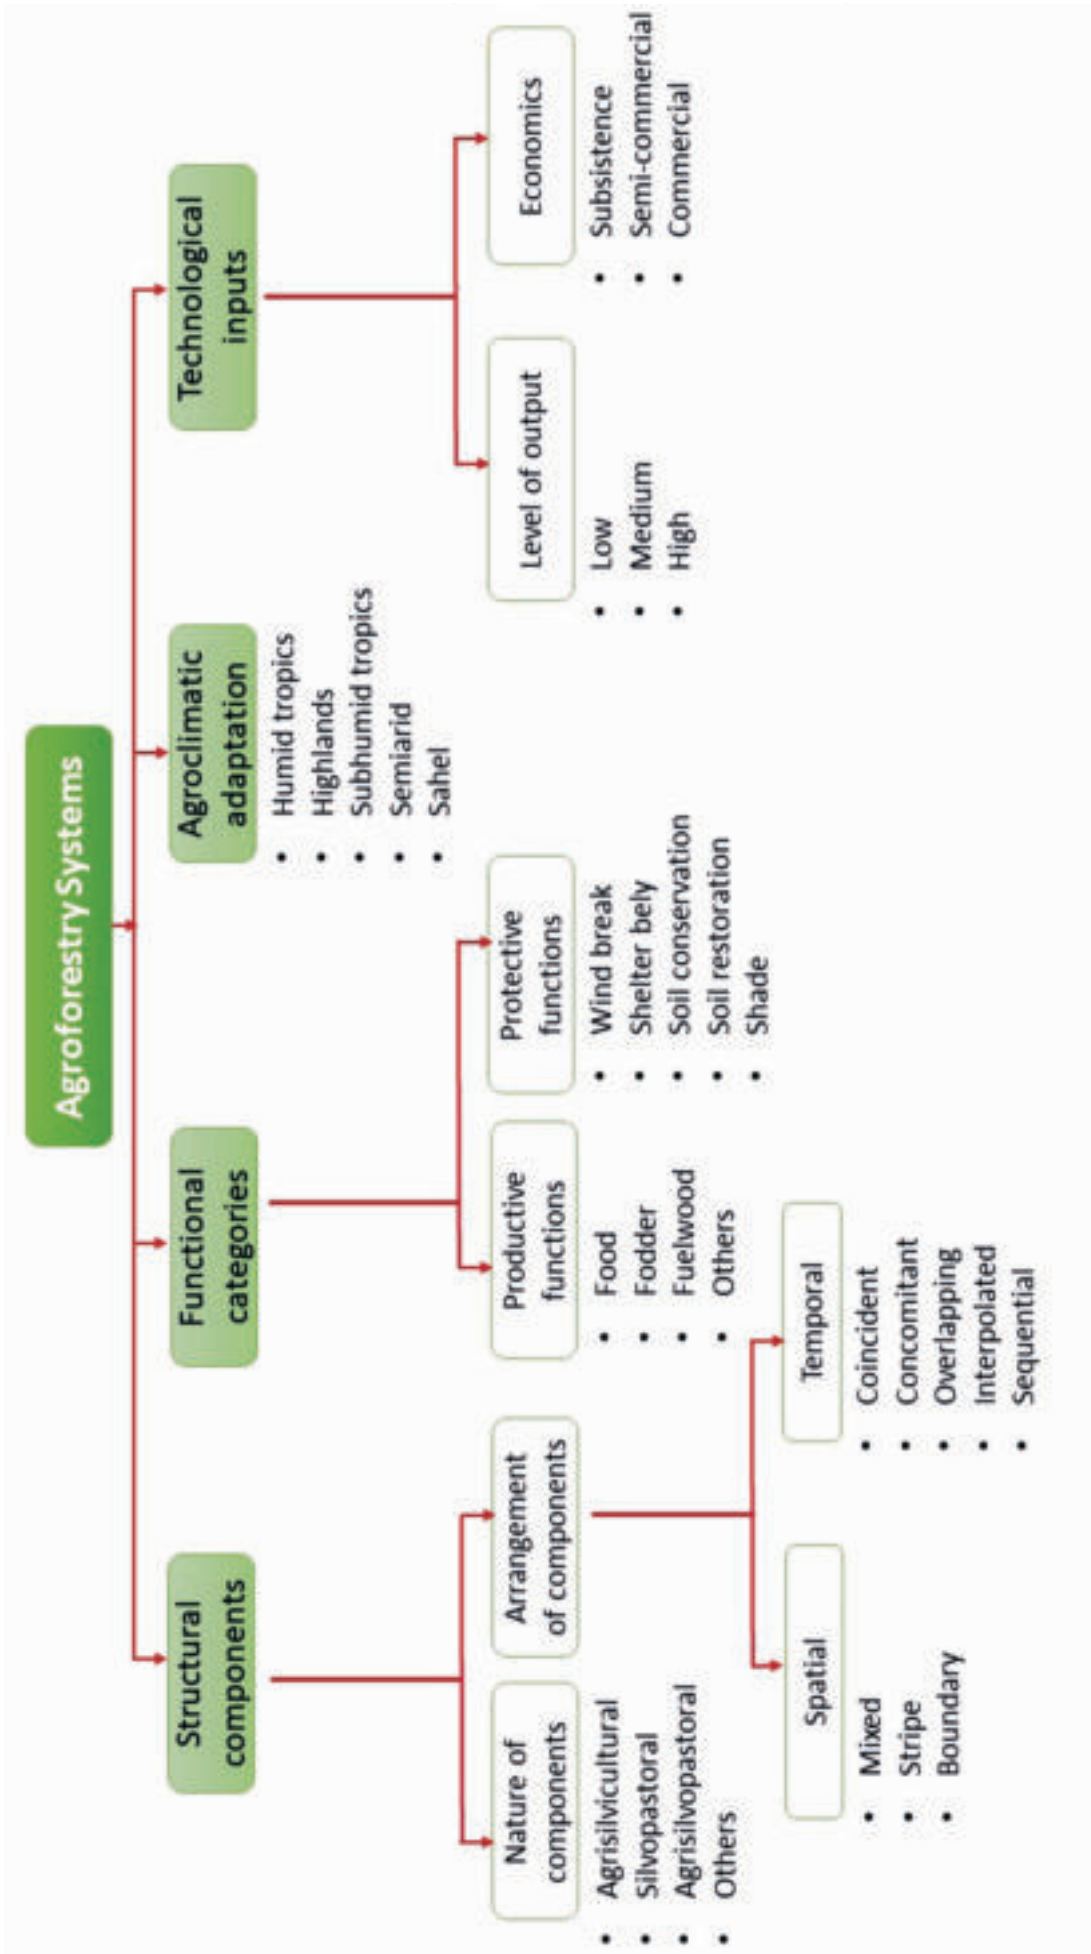 Agroforestry Systems
Structural
components
Nature of
components
• Agrisilvicultural
• Silvopastoral
• Agrisilvopastoral
• Others
Arrangement
of components
Spatial
• Mixed
• Stripe
• Boundary
Temporal
• Coincident
• Concomitant
• Overlapping
• Interpolated
• Sequential
Functional
categories
Productive
functions
• Food
• Fodder
• Fuelwood
• Others
Protective
functions
• Wind break
• Shelter bely
• Soil conservation
• Soil restoration
• Shade
Agroclimatic
adaptation
• Humid tropics
• Highlands
• Subhumid tropics
• Semiarid
• Sahel
Technological
inputs
Level of output
• Low
• Medium
• High
Economics
• Subsistence
• Semi-commercial
• Commercial